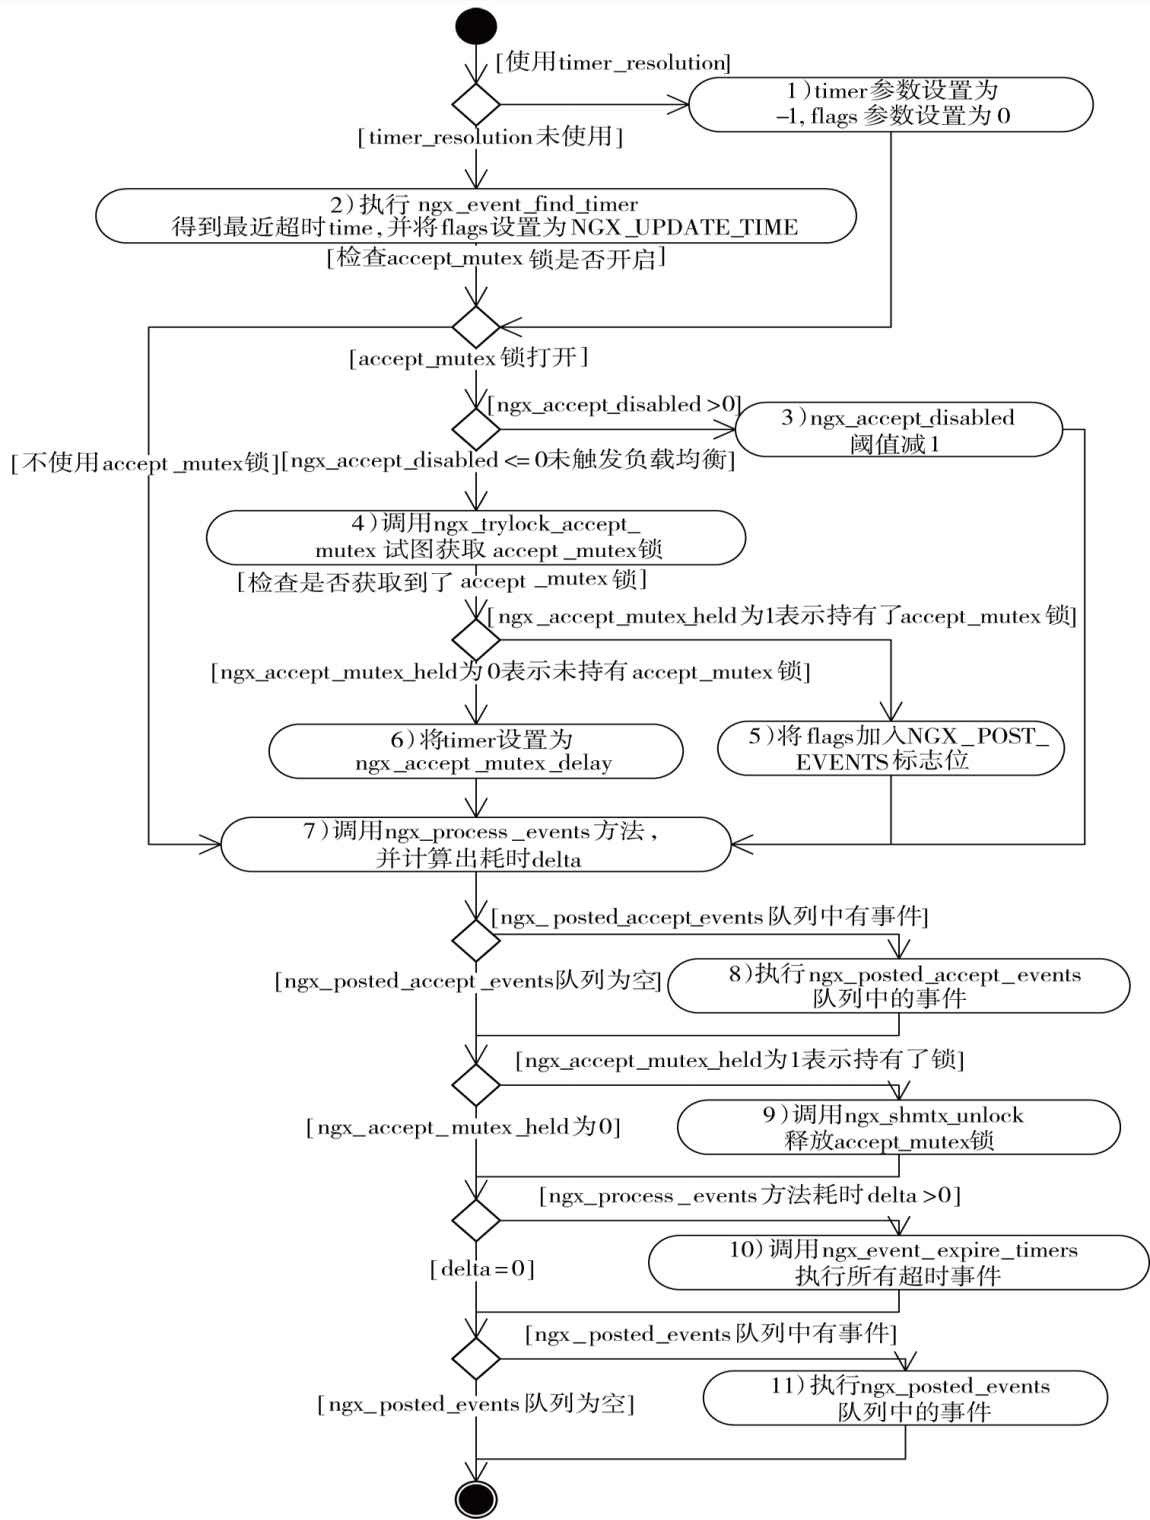 [使用timer_resolution]
1)timer参数设置为
-1, flags 参数设置为 0
[timer_resolution未使用]
2)执行 ngx_event_find_timer
得到最近超时time,并将flags设置为NGX_UPDATE_TIME
[检查accept_mutex 锁是否开启]
[accept_mutex 锁打开]
[ngx_accept_disabled >0]
3)ngx_accept_disabled
阈值减1
[不使用accept_mutex锁]
[ngx_accept_disabled <= 0未触发负载均衡]
4)调用ngx_trylock_accept_
mutex 试图获取 accept_mutex锁
[检查是否获取到了 accept_mutex 锁]
[ngx_accept_mutex_held为1表示持有了accept_mutex 锁]
[ngx_accept_mutex_held为 0表示未持有 accept_mutex 锁]
5)将 flags加入NGX_POST_
EVENTS标志位
6)将timer设置为
ngx_accept_mutex_delay
7)调用ngx_process_events方法,
并计算出耗时delta
[ngx_posted_accept_events 队列中有事件]
[ngx_posted_accept_events队列为空]
8)执行ngx_posted_accept_events
队列中的事件
[ngx_accept_mutex_held为1表示持有了锁]
[ngx_accept_mutex_held为0]
9)调用ngx_shmtx_unlock
释放accept_mutex锁
[ngx_process_events 方法耗时 delta >0]
10)调用ngx_event_expire_timers
执行所有超时事件
[delta=0]
[ngx_posted_events 队列中有事件]
11)执行ngx_posted_events
队列中的事件
[ngx_posted_events 队列为空]